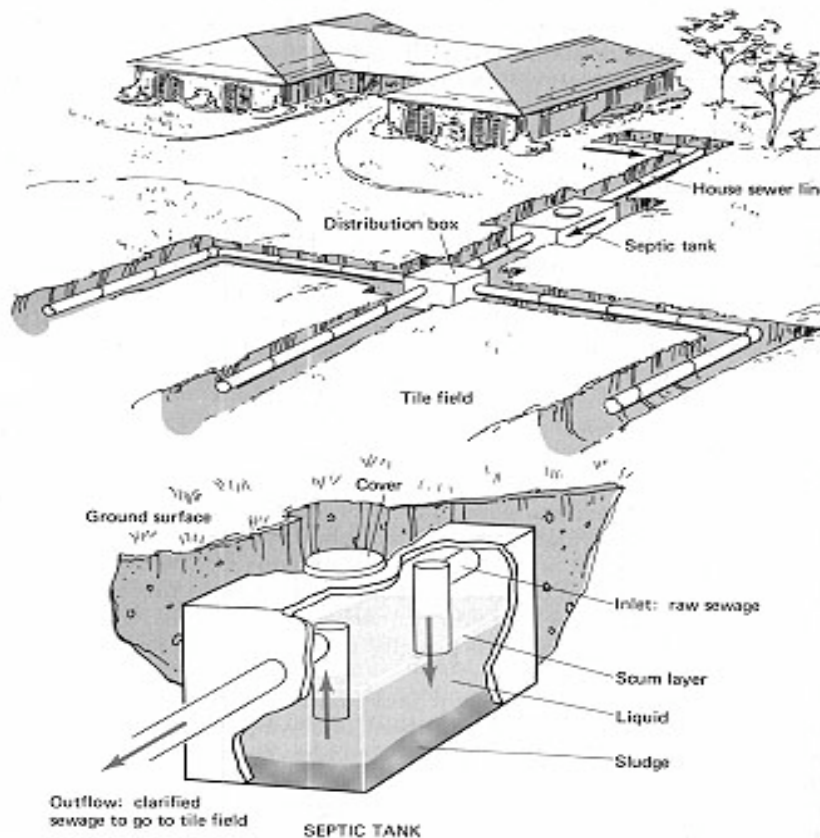 House sewer lin
Distribution box
Septic tank
Tile field
Cover
Ground surface
Inlet: raw sewage
Scum layer
Liquid
Sludge
Outflow: clarified
sewage to go to tile field
SEPTIC TANK